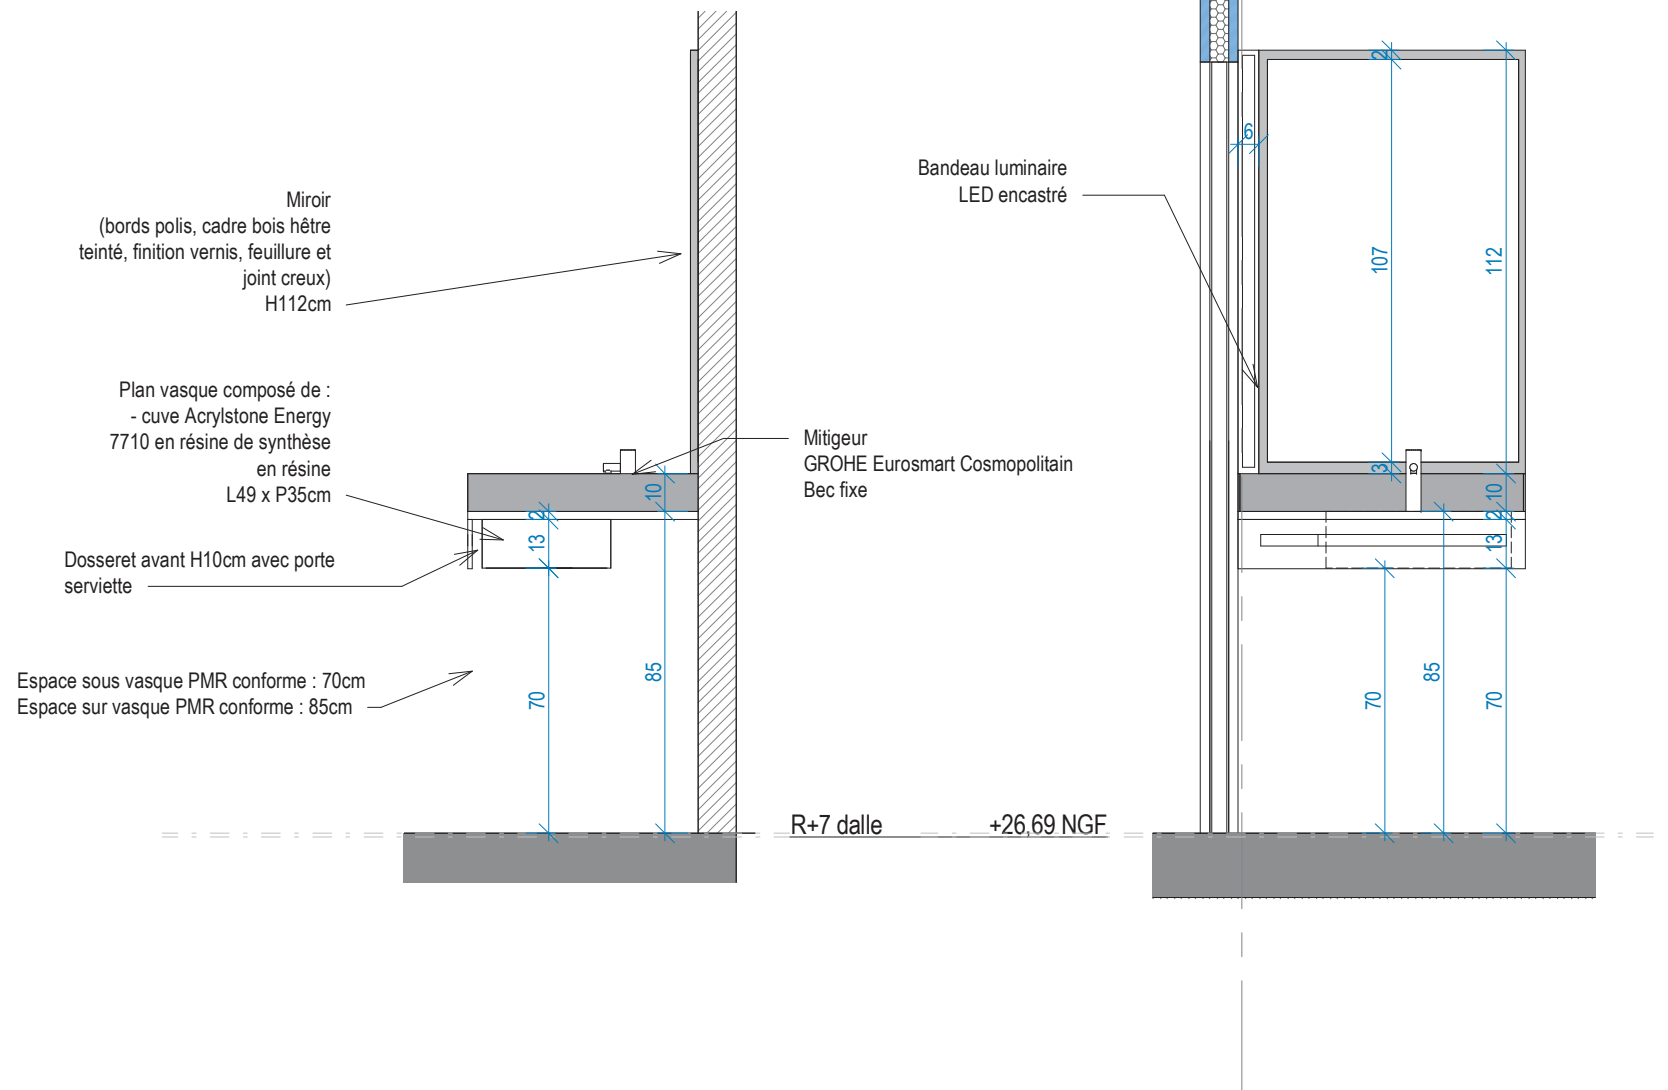 Miroir
(bords polis, cadre bois hêtre
teinté, finition vernis, feuillure et
joint creux)
H112cm
Plan vasque composé de :
- cuve Acrylstone Energy
7710 en résine de synthèse
en résine
L49 x P35cm
Dosseret avant H10cm avec porte
serviette
Espace sous vasque PMR conforme : 70cm
Espace sur vasque PMR conforme : 85cm
10
2
13
85
70
Mitigeur
GROHE Eurosmart Cosmopolitain
Bec fixe
R+7 dalle +26,69 NGF
Bandeau luminaire
LED encastré
2
6
107
112
3
10
2
13
85
70
70